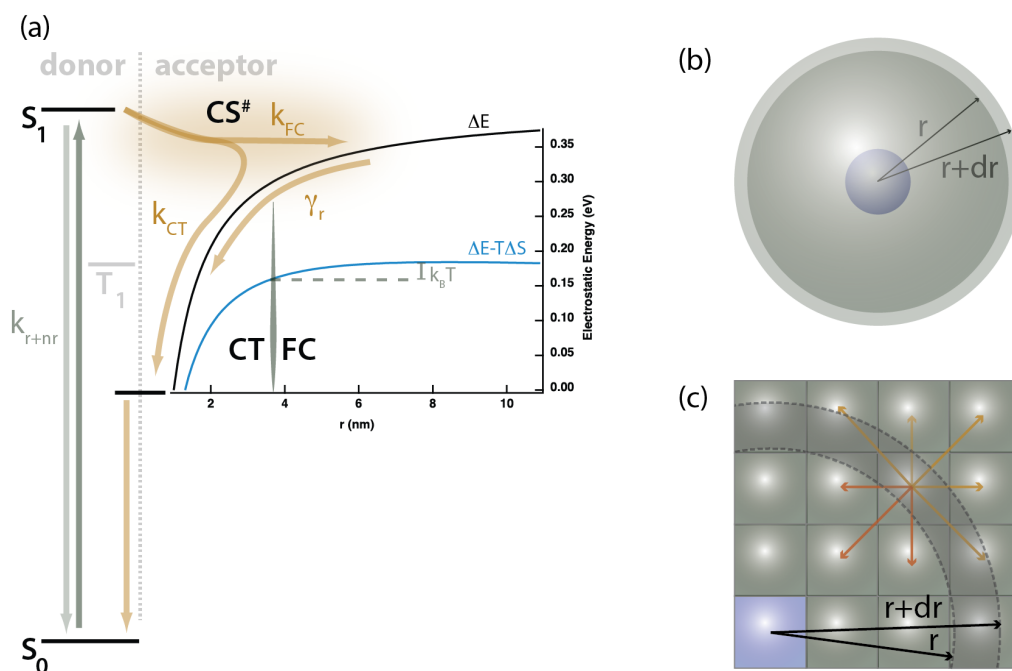 (a)
donor
acceptor
S1
CS#
kFC
ΔE
kCT
γr
T1
ΔE-TΔS
kBT
kr+nr
CT
FC
0.35
0.30
0.25
0.20
0.15
0.10
0.05
0.00
Electrostatic Energy (eV)
2
4
6
8
10
r (nm)
S0
(b)
r
r+dr
(c)
r+dr
r